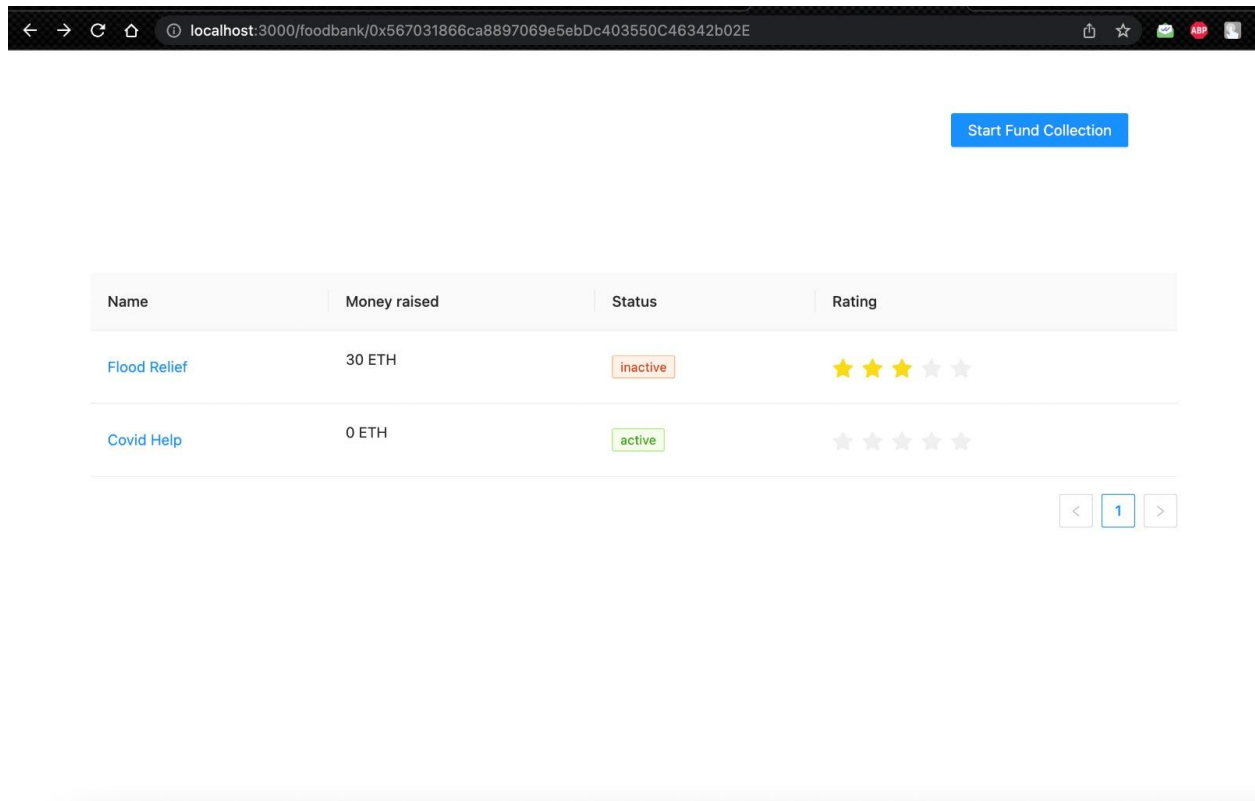 localhost:3000/foodbank/0x567031866ca8897069e5ebDc403550C46342b02E
ABP
Start Fund Collection
Name Money raised Status Rating
Flood Relief 30 ETH inactive
Covid Help 0 ETH active
< 1 >